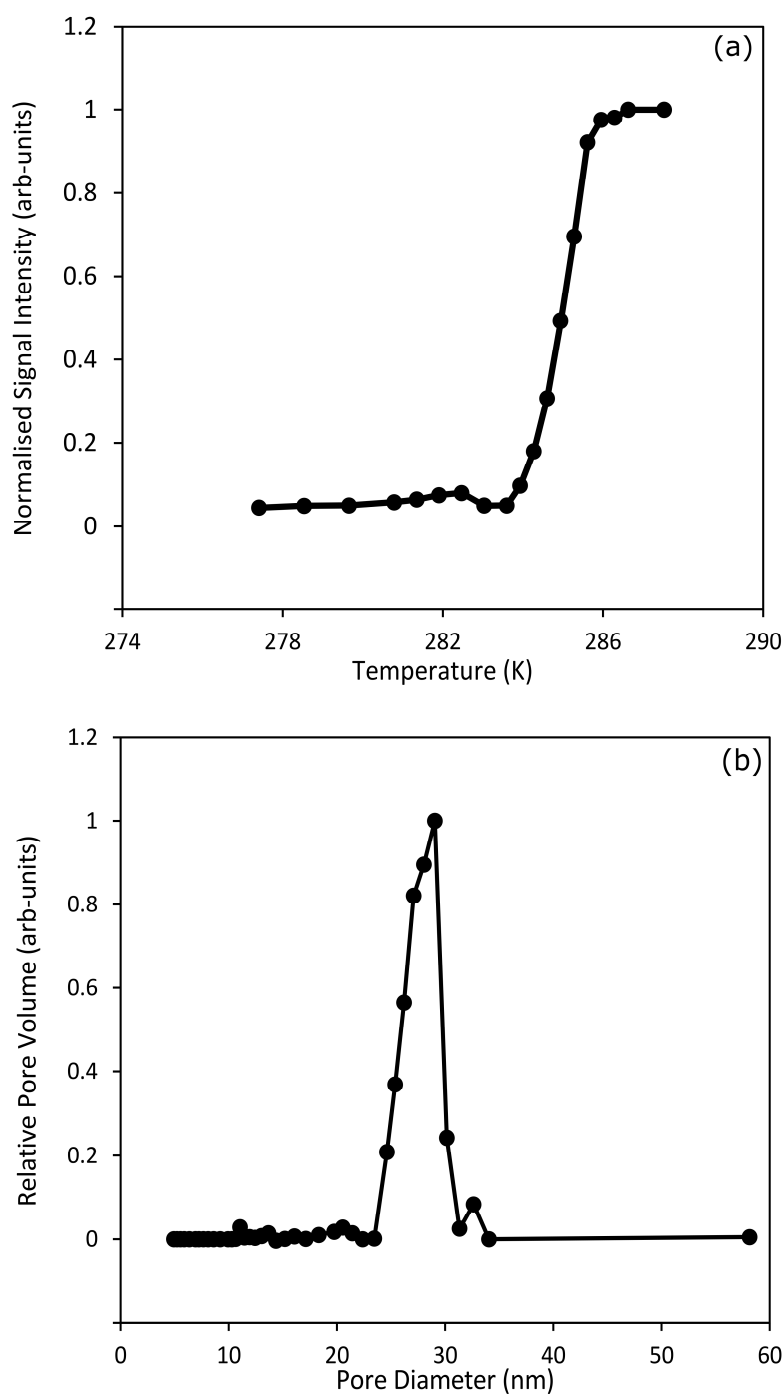 (a)
1.2
1
0.8
0.6
0.4
0.2
0
Normalised Signal Intensity (arb-units)
274 278 282 286 290
Temperature (K)
(b)
1.2
1
0.8
0.6
0.4
0.2
0
Relative Pore Volume (arb-units)
0 10 20 30 40 50 60
Pore Diameter (nm)